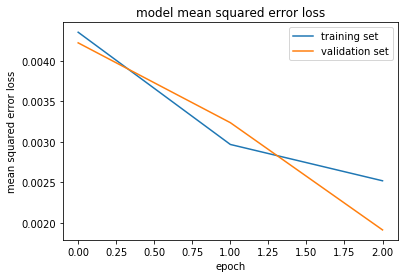 model mean squared error loss
training set
validation set
mean squared error loss
0.0040
0.0035
0.0030
0.0025
0.0020
0.00 0.25 0.50 0.75 1.00 1.25 1.50 1.75 2.00
epoch